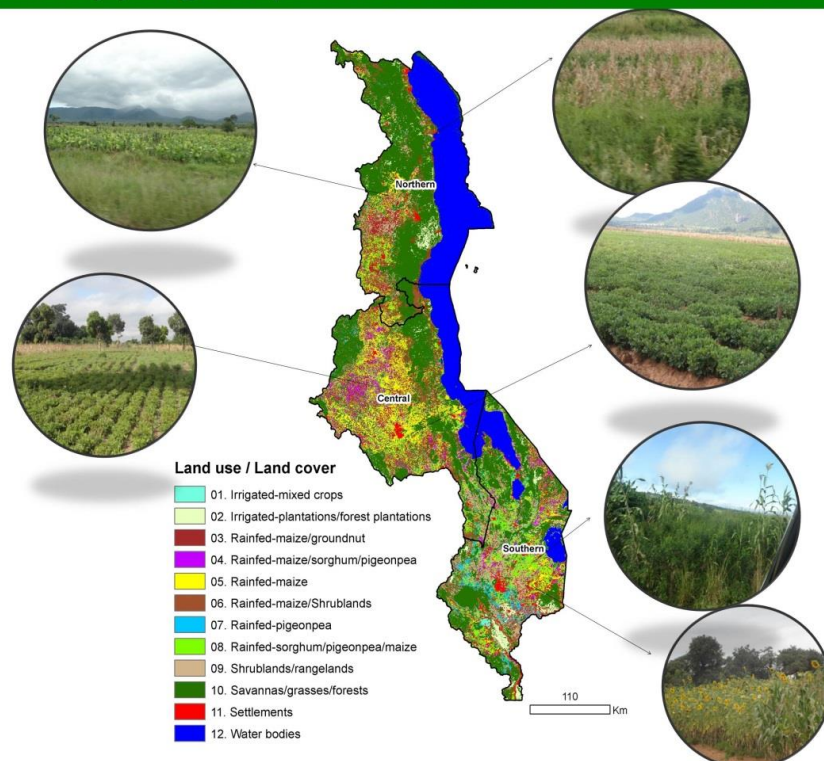 Northern
Central
Southern
Land use / Land cover
01. Irrigated-mixed crops
02. Irrigated-plantations/forest plantations
03. Rainfed-maize/groundnut
04. Rainfed-maize/sorghum/pigeonpea
05. Rainfed-maize
06. Rainfed-maize/Shrublands
07. Rainfed-pigeonpea
08. Rainfed-sorghum/pigeonpea/maize
09. Shrublands/rangelands
10. Savannas/grasses/forests
11. Settlements
12. Water bodies
110
Km